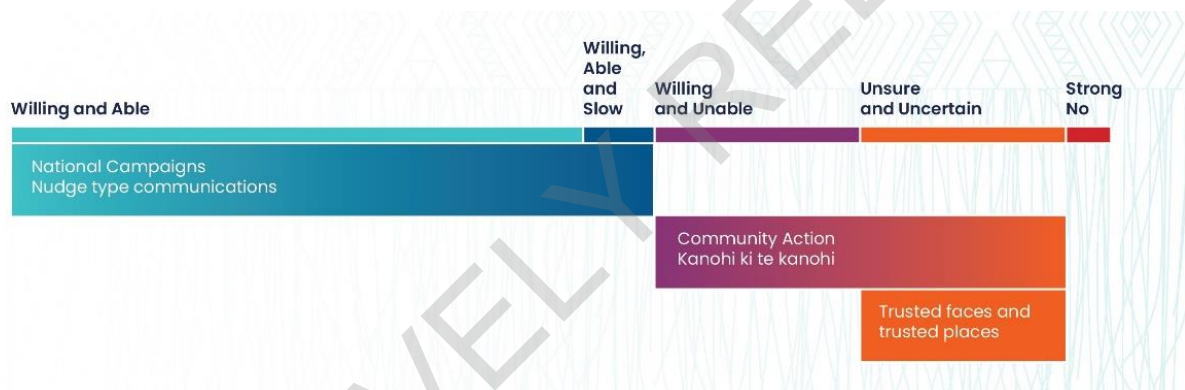 Willing and Able
Willing,
Able
and
Slow
Willing
and Unable
Unsure
and Uncertain
Strong
No
National Campaigns
Nudge type communications
Community Action
Kanohi ki te kanohi
Trusted faces and
trusted places